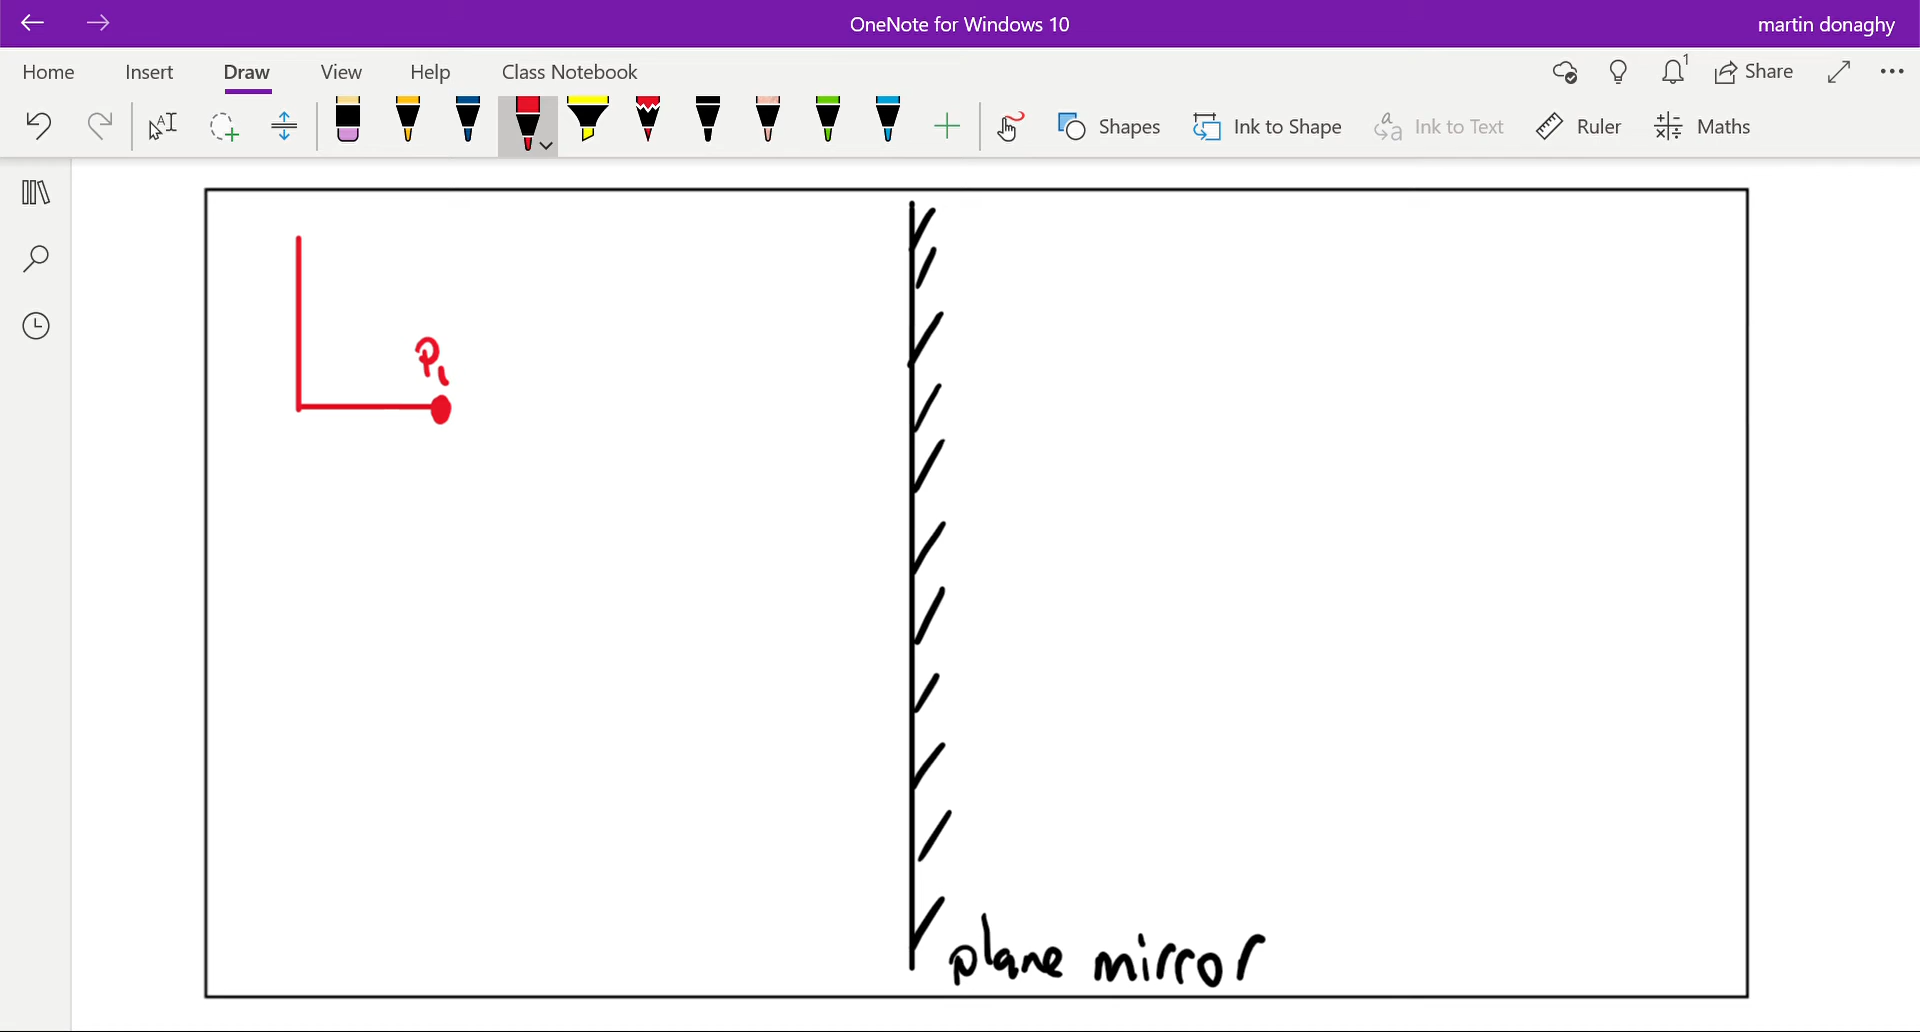 OneNote for Windows 10
martin donaghy
Home Insert Draw View Help Class Notebook
1 Share
Shapes Ink to Shape Ink to Text Ruler Maths
P1
plane mirror